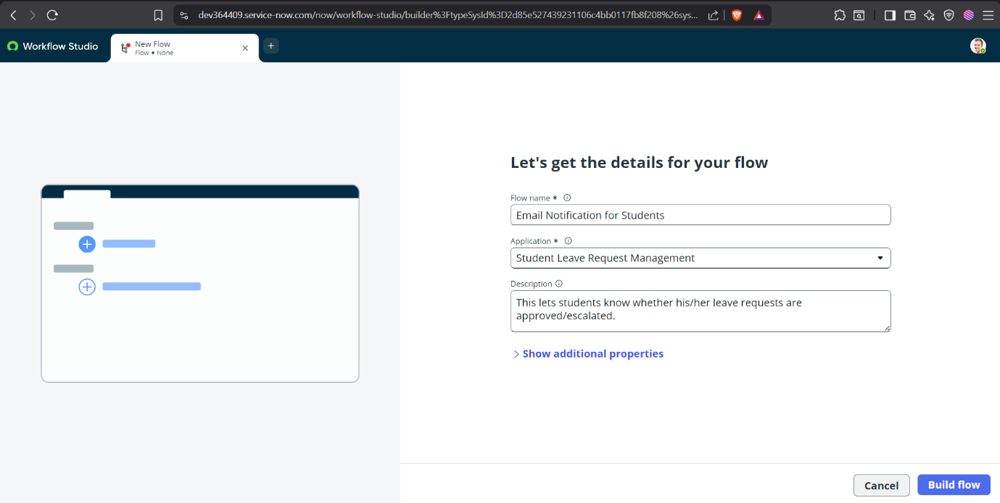 dev364409.service-now.com/now/workflow-studio/builder%3FtypeSysId%3D2d85e527439231106c4bb0117fb8f208%26sys...
Workflow Studio
New Flow
Flow • None
Let's get the details for your flow
Flow name *
Email Notification for Students
Application *
Student Leave Request Management
Description
This lets students know whether his/her leave requests are
approved/escalated.
Show additional properties
Cancel
Build flow